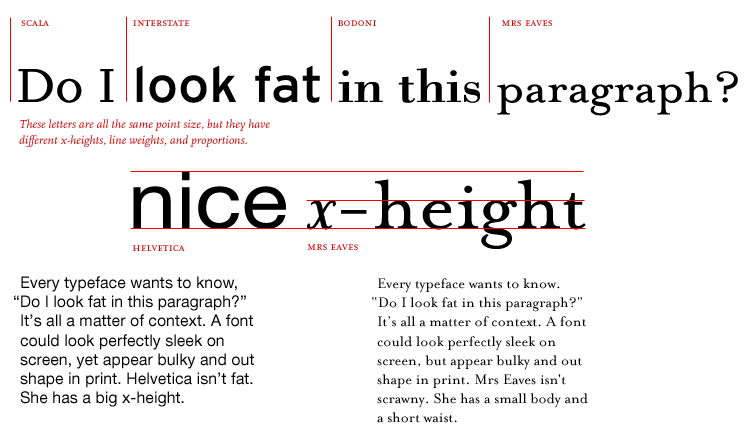 SCALA INTERSTATE BODONI MRS EAVES
Do I look fat in this paragraph?
These letters are all the same point size, but they have
different x-heights, line weights, and proportions.
nice x-height
HELVETICA MRS EAVES
Every typeface wants to know,
“Do I look fat in this paragraph?”
It’s all a matter of context. A font
could look perfectly sleek on
screen, yet appear bulky and out
shape in print. Helvetica isn’t fat.
She has a big x-height.
Every typeface wants to know.
“Do I look fat in this paragraph?”
It’s all a matter of context. A font
could look perfectly sleek on
screen, but appear bulky and out
shape in print. Mrs Eaves isn’t
scrawny. She has a small body and
a short waist.